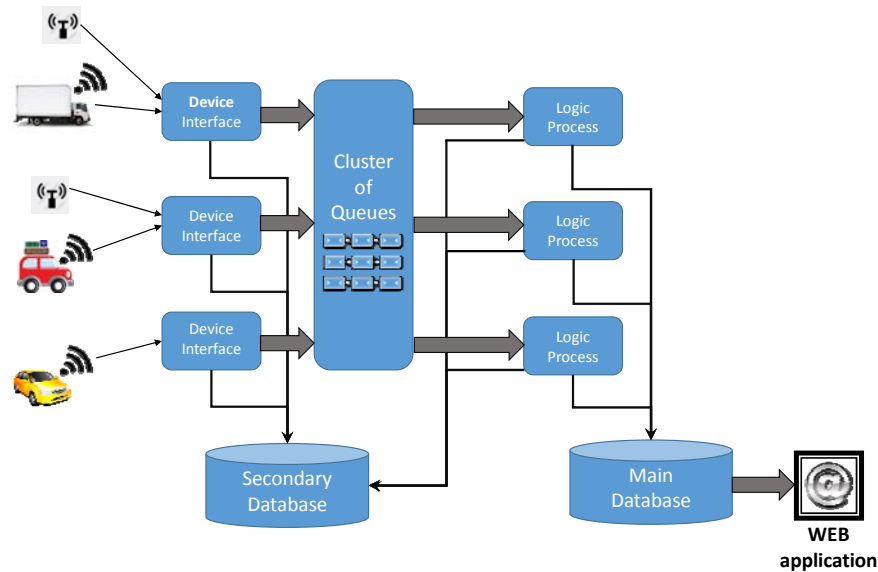 Device
Interface
Cluster
of
Queues
Logic
Process
Device
Interface
Logic
Process
Device
Interface
Logic
Process
Secondary
Database
Main
Database
WEB
application